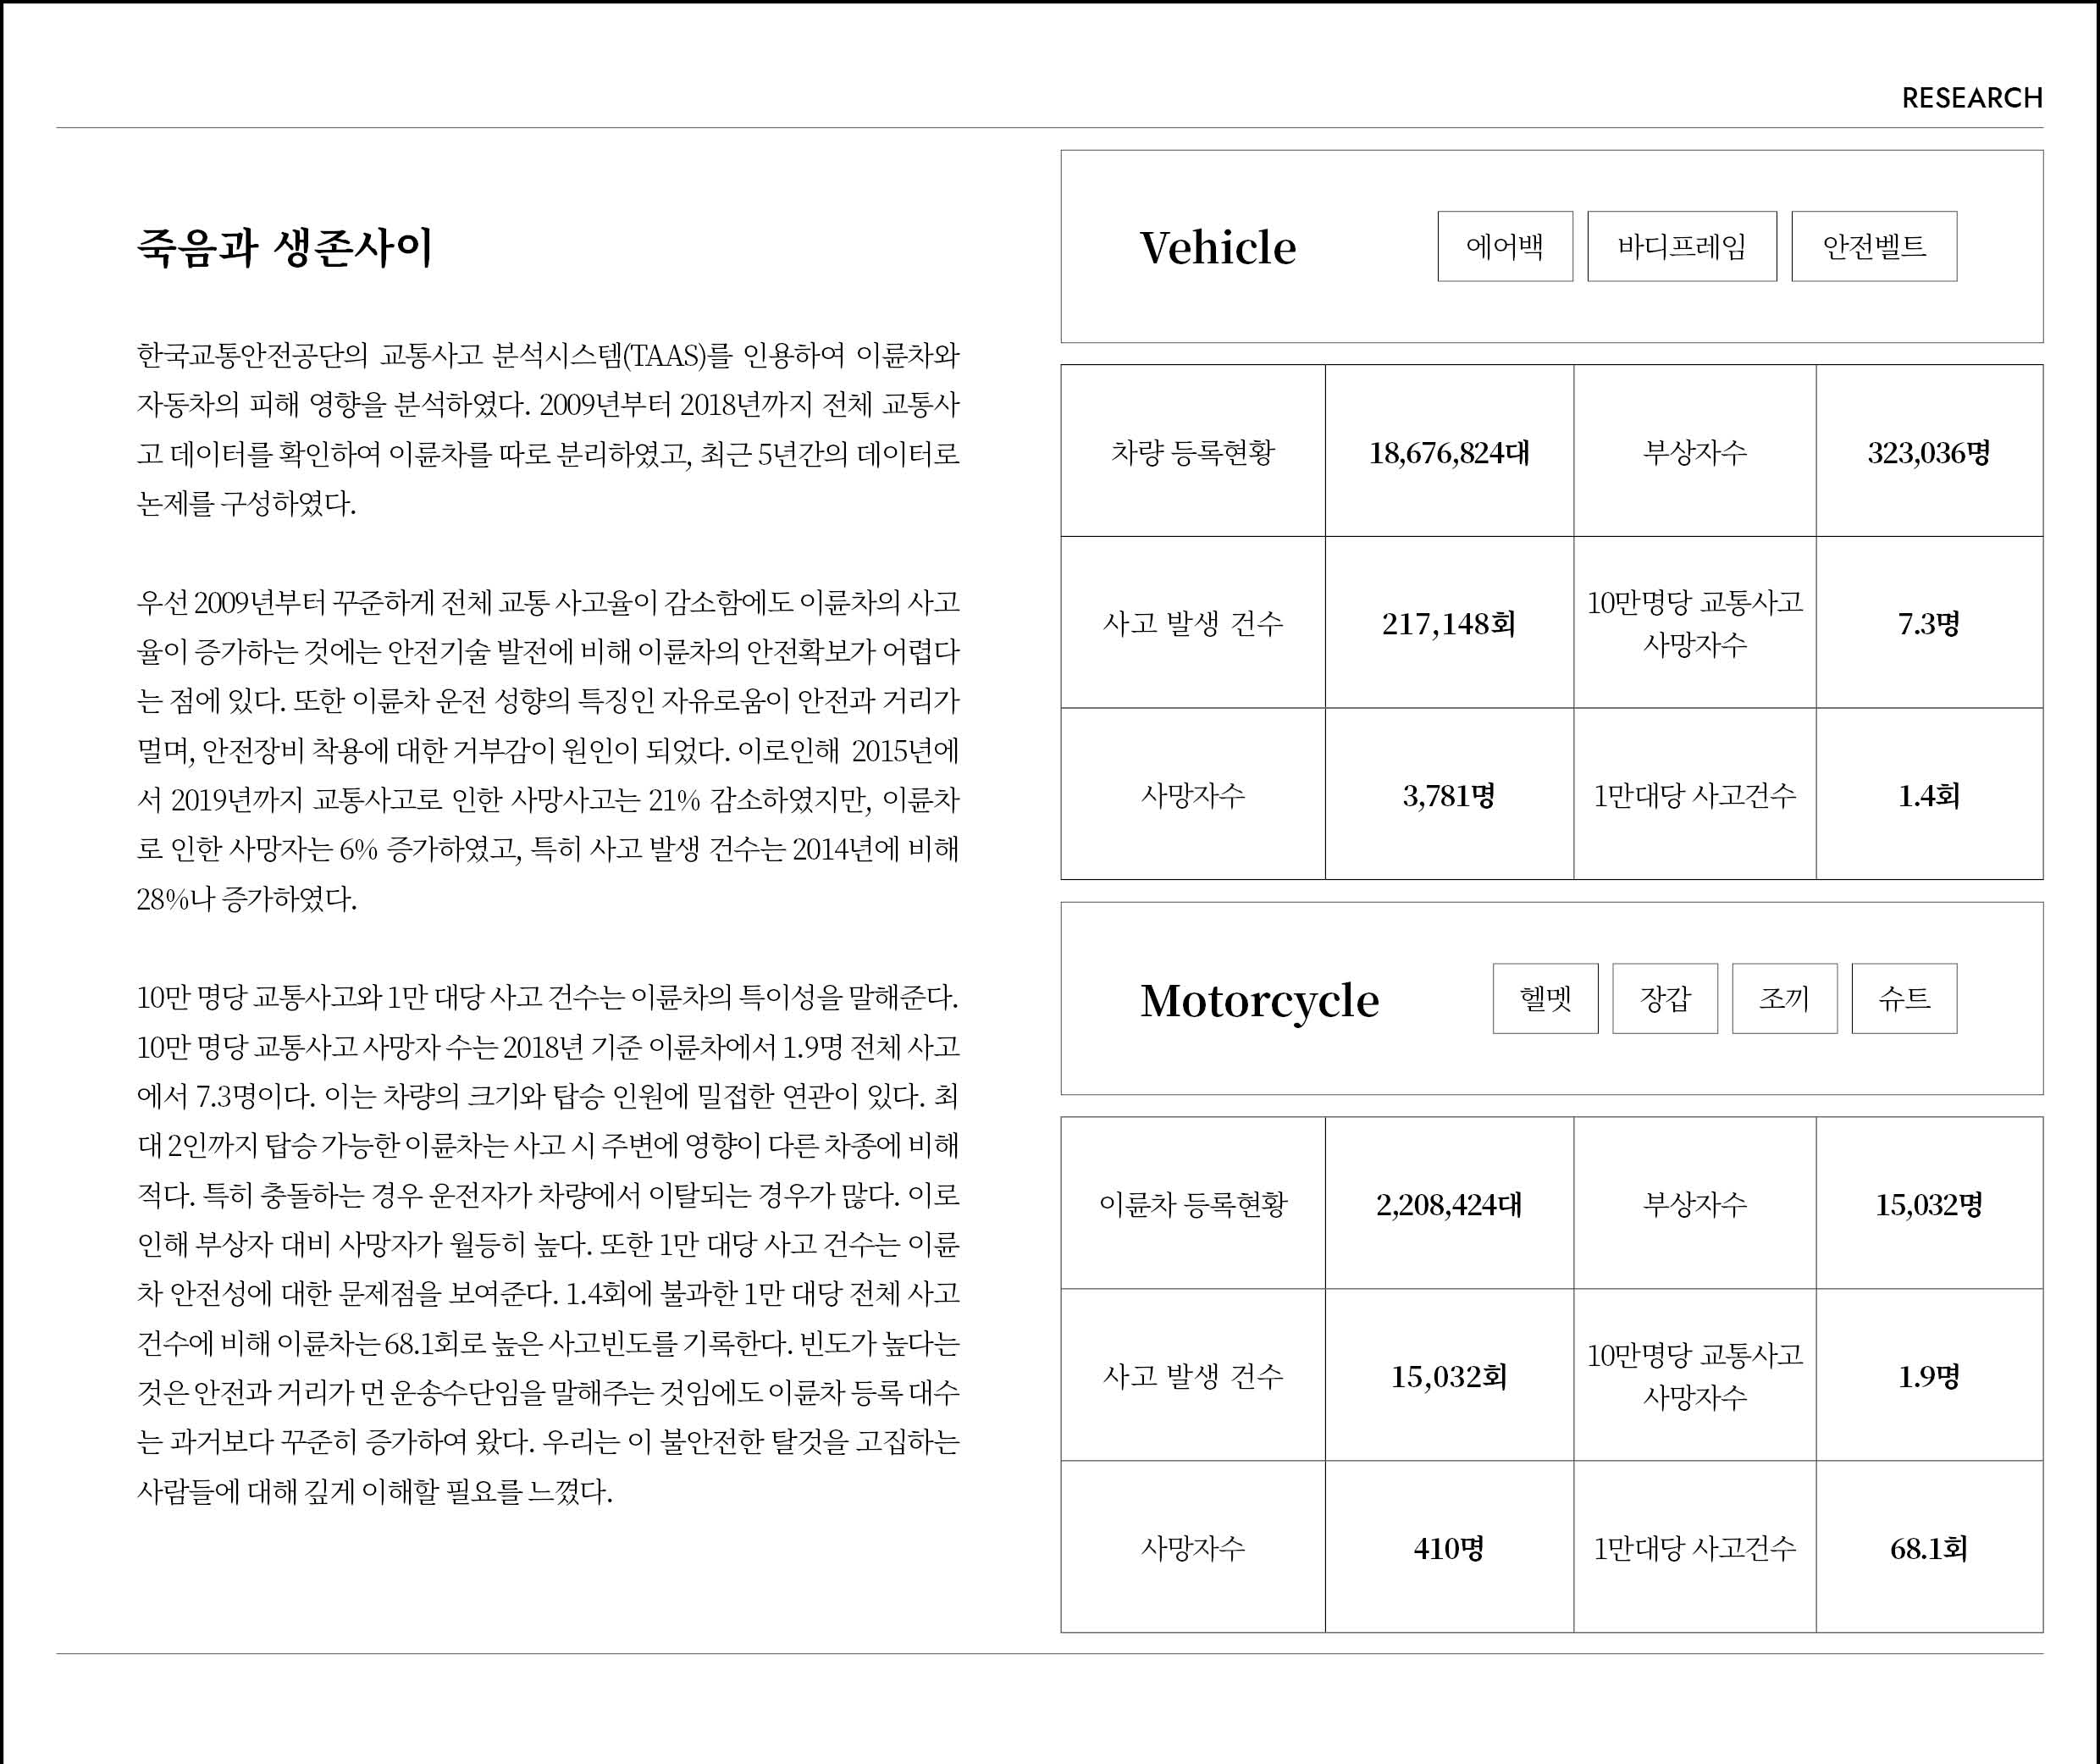 RESEARCH
죽음과 생존사이
한국교통안전공단의 교통사고 분석시스템(TAAS)를 인용하여 이륜차와
자동차의 피해 영향을 분석하였다. 2009년부터 2018년까지 전체 교통사
고 데이터를 확인하여 이륜차를 따로 분리하였고, 최근 5년간의 데이터로
논제를 구성하였다.
우선 2009년부터 꾸준하게 전체 교통 사고율이 감소함에도 이륜차의 사고
율이 증가하는 것에는 안전기술 발전에 비해 이륜차의 안전확보가 어렵다
는 점에 있다. 또한 이륜차 운전 성향의 특징인 자유로움이 안전과 거리가
멀며, 안전장비 착용에 대한 거부감이 원인이 되었다. 이로인해 2015년에
서 2019년까지 교통사고로 인한 사망사고는 21% 감소하였지만, 이륜차
로 인한 사망자는 6% 증가하였고, 특히 사고 발생 건수는 2014년에 비해
28%나 증가하였다.
10만 명당 교통사고와 1만 대당 사고 건수는 이륜차의 특이성을 말해준다.
10만 명당 교통사고 사망자 수는 2018년 기준 이륜차에서 1.9명 전체 사고
에서 7.3명이다. 이는 차량의 크기와 탑승 인원에 밀접한 연관이 있다. 최
대 2인까지 탑승 가능한 이륜차는 사고 시 주변에 영향이 다른 차종에 비해
적다. 특히 충돌하는 경우 운전자가 차량에서 이탈되는 경우가 많다. 이로
인해 부상자 대비 사망자가 월등히 높다. 또한 1만 대당 사고 건수는 이륜
차 안전성에 대한 문제점을 보여준다. 1.4회에 불과한 1만 대당 전체 사고
건수에 비해 이륜차는 68.1회로 높은 사고빈도를 기록한다. 빈도가 높다는
것은 안전과 거리가 먼 운송수단임을 말해주는 것임에도 이륜차 등록 대수
는 과거보다 꾸준히 증가하여 왔다. 우리는 이 불안전한 탈것을 고집하는
사람들에 대해 깊게 이해할 필요를 느꼈다.
Vehicle 에어백 바디프레임 안전벨트
차량 등록현황 18,676,824대 부상자수 323,036명
사고 발생 건수 217,148회 10만명당 교통사고
사망자수 7.3명
사망자수 3,781명 1만대당 사고건수 1.4회
Motorcycle 헬멧 장갑 조끼 슈트
이륜차 등록현황 2,208,424대 부상자수 15,032명
사고 발생 건수 15,032회 10만명당 교통사고
사망자수 1.9명
사망자수 410명 1만대당 사고건수 68.1회